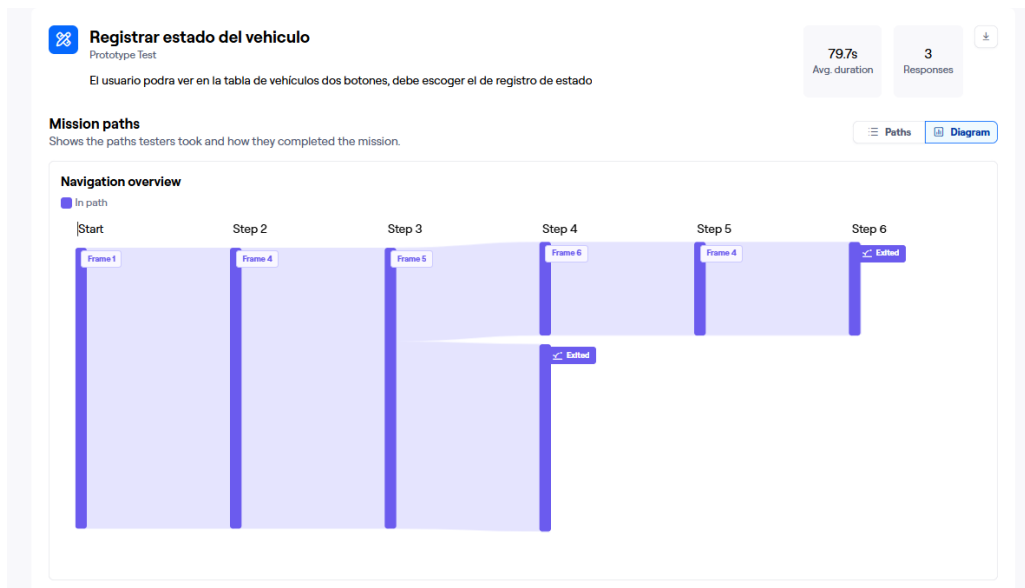 Registrar estado del vehiculo
Prototype Test
El usuario podra ver en la tabla de vehículos dos botones, debe escoger el de registro de estado
79.7s
Avg. duration
3
Responses
Mission paths
Shows the paths testers took and how they completed the mission.
Paths
Diagram
Navigation overview
In path
Start
Step 2
Step 3
Step 4
Step 5
Step 6
Frame 1
Frame 4
Frame 5
Frame 6
Frame 4
Exited
Exited